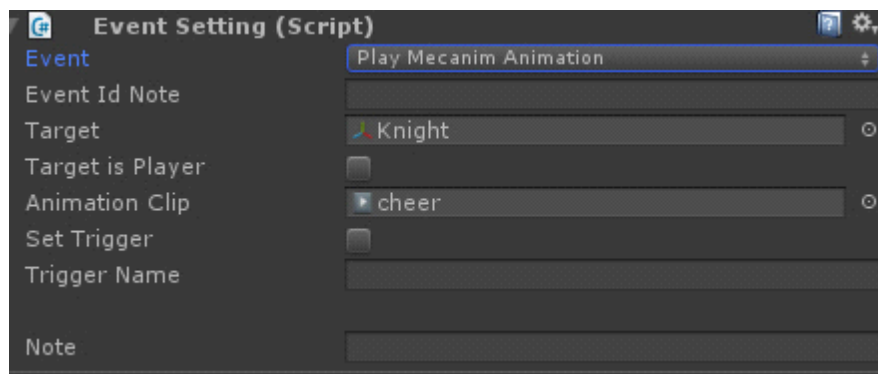 Event Setting (Script)
Event Play Mecanim Animation
Event Id Note
Target Knight
Target is Player
Animation Clip cheer
Set Trigger
Trigger Name
Note